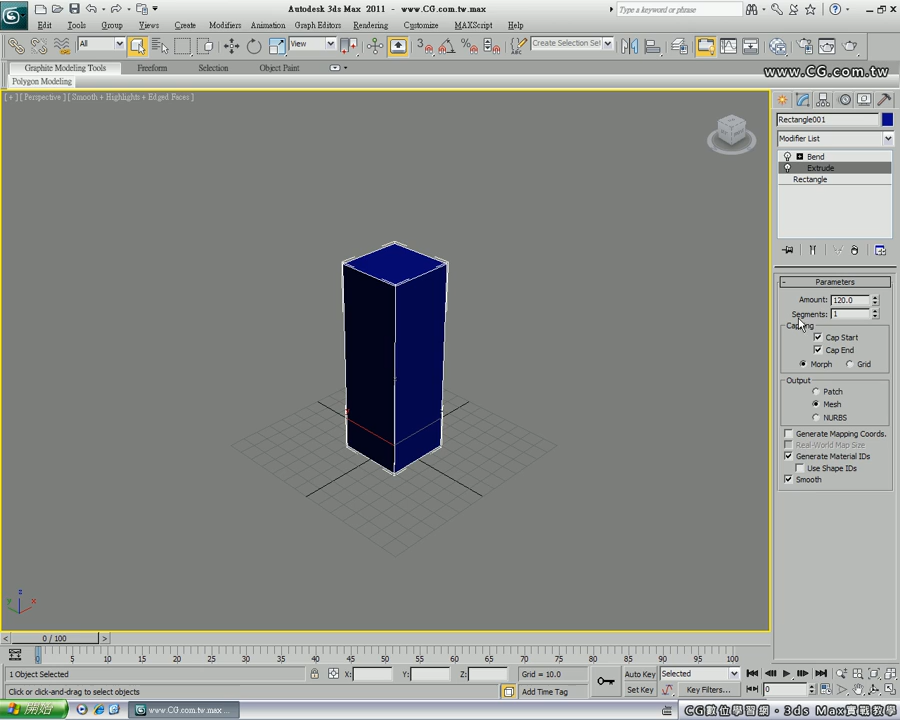 Autodesk 3ds Max 2011 - www.CG.com.tw.max
Type a keyword or phrase
Edit Tools Group Views Create Modifiers Animation Graph Editors Rendering Customize MAXScript Help
All
View
Create Selection Set
Graphite Modeling Tools Freeform Selection Object Paint
Polygon Modeling
www.CG.com.tw
[ + ] [ Perspective ] [ Smooth + Highlights + Edged Faces ]
Rectangle001
Modifier List
Bend
Extrude
Rectangle
Parameters
Amount: 120.0
Segments: 1
Capping
Cap Start
Cap End
Morph Grid
Output
Patch
Mesh
NURBS
Generate Mapping Coords.
Real-World Map Size
Generate Material IDs
Use Shape IDs
Smooth
z
y x
0 / 100
0 5 10 15 20 25 30 35 40 45 50 55 60 65 70 75 80 85 90 95 100
1 Object Selected
X: Y: Z: Grid = 10.0
Auto Key Selected
Click or click-and-drag to select objects
Add Time Tag
Set Key Key Filters... 0
開始
www.CG.com.tw.max ...
CG數位學習網・3ds Max實戰教學